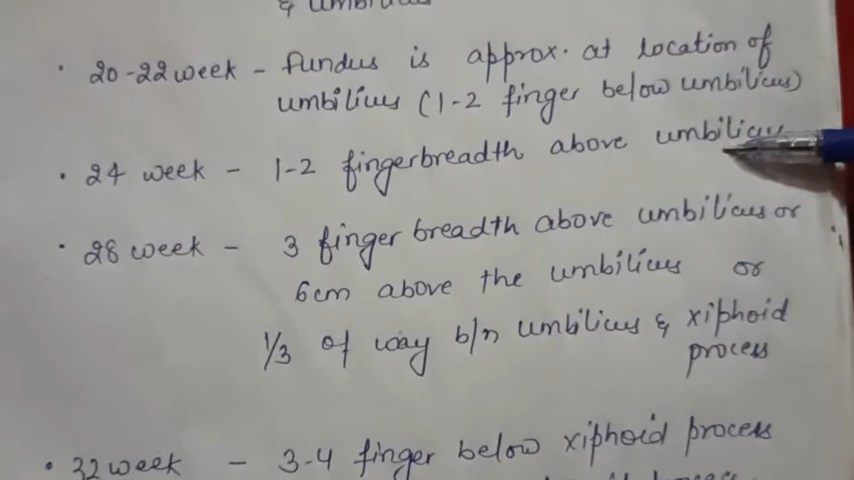 & umbilicus
· 20-22 week - fundus is approx. at location of
umbilicus (1-2 finger below umbilicus)
· 24 week - 1-2 fingerbreadth above umbilicus
· 28 week - 3 finger breadth above umbilicus or
6cm above the umbilicus or
1/3 of way b/n umbilicus & xiphoid
process
· 32 week - 3-4 finger below xiphoid process